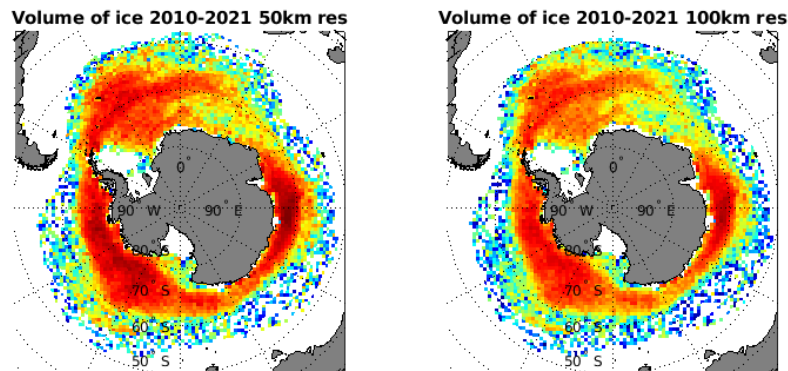 Volume of ice 2010-2021 50km res
0°
90° W
90° E
80° S
70° S
60° S
50° S
Volume of ice 2010-2021 100km res
0°
90° W
90° E
80° S
70° S
60° S
50° S